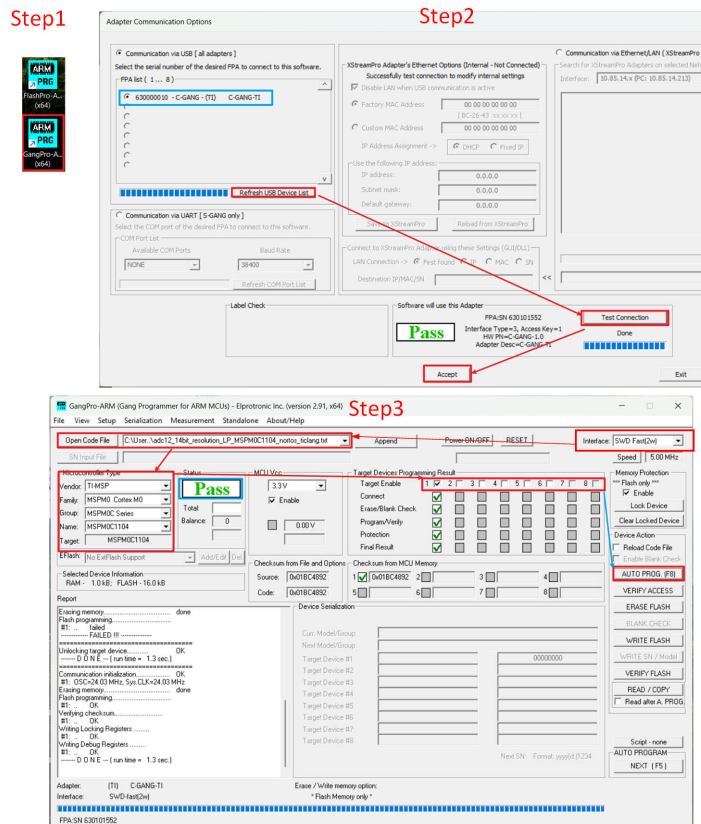 Step1
Step2
ARM
PRG
FlashPro-A...
(x64)
ARM
PRG
GangPro-A...
(x64)
Adapter Communication Options
Communication via USB [ all adapters ]
Select the serial number of the desired FPA to connect to this software.
FPA list ( 1 ... 8 )
630000010 - C-GANG - (TI) C-GANG-TI
C
C
C
C
C
C
C
^
v
Refresh USB Device List
Communication via UART [ S-GANG only ]
Select the COM port of the desired FPA to connect to this software.
COM Port List
Available COM Ports
Baud Rate
NONE
38400
Refresh COM Port List
XStreamPro Adapter's Ethernet Options (Internal - Not Connected)
Successfully test connection to modify internal settings
Disable LAN when USB communication is active
Factory MAC Address
00 00 00 00 00 00
[ BC-26-43 xx xx xx ]
Custom MAC Address
00 00 00 00 00 00
IP Address Assignment -> DHCP Fixed IP
Use the following IP address:
IP address:
0.0.0.0
Subnet mask:
0.0.0.0
Default gateway:
0.0.0.0
Save to XStreamPro
Reload from XStreamPro
Connect to XStreamPro Adapter using these Settings (GUI/DLL)
LAN Connection -> First found IP MAC SN
Destination IP/MAC/SN
<<
Communication via Ethernet/LAN ( XStreamPro
Search for XStreamPro Adapters on selected Net
Interface: 10.85.14.x (PC: 10.85.14.213)
Label Check
Software will use this Adapter
Pass
FPA:SN 630101552
Interface Type=3, Access Key=1
HW PN=C-GANG-1.0
Adapter Desc=C-GANG-TI
Test Connection
Done
Accept
Exit
Step3
GangPro-ARM (Gang Programmer for ARM MCUs) - Elprotronic Inc. (version 2.91, x64)
File View Setup Serialization Measurement Standalone About/Help
Open Code File
C:\User..\adc12_14bit_resolution_LP_MSPM0C1104_nortos_ticlang.txt
Append
Power ON/OFF
RESET
Interface:
SWD Fast(2w)
SN Input File
Speed
5.00 MHz
Microcontroller Type
Vendor: TI-MSP
Family: MSPM0 Cortex M0
Group: MSPM0C Series
Name: MSPM0C1104
Target: MSPM0C1104
EFlash: No ExtFlash Support
Add/Edit
Del
Status
Pass
Total:
Balance: 0
0
MCU Vcc
3.3 V
Enable
0.00 V
Target Devices Programming Result
Target Enable 1 2 3 4 5 6 7 8
Connect
Erase/Blank Check
Program/Verify
Protection
Final Result
Memory Protection
*** Flash only ***
Enable
Lock Device
Clear Locked Device
Device Action
Reload Code File
Enable Blank Check
AUTO PROG. (F8)
VERIFY ACCESS
ERASE FLASH
BLANK CHECK
WRITE FLASH
WRITE SN / Model
VERIFY FLASH
READ / COPY
Read after A. PROG.
Script - none
AUTO PROGRAM
NEXT ( F5 )
Selected Device Information
RAM - 1.0 kB; FLASH - 16.0 kB
Checksum from File and Options
Source: 0x01BC4892
Code: 0x01BC4892
Checksum from MCU Memory
1 0x01BC4892 2 3 4
5 6 7 8
Report
Erasing memory............................ done
Flash programming............................
#1: .. failed
------------- FAILED !!! --------------
=====================================
Unlocking target device............ OK
------- D O N E --- ( run time = 1.3 sec.)
=====================================
Communication initialization............ OK
#1: OSC=24.03 MHz, Sys.CLK=24.03 MHz
Erasing memory............................ done
Flash programming............................
#1: .. OK
Verifying checksum............................
#1: .. OK
Writing Locking Registers ........
#1: .. OK
Writing Debug Registers ........
#1: .. OK
------- D O N E --- ( run time = 1.3 sec.)
Device Serialization
Curr. Model/Group:
Next Model/Group:
Target Device #1
00000000
Target Device #2
Target Device #3
Target Device #4
Target Device #5
Target Device #6
Target Device #7
Target Device #8
Next SN: Format: yyyy(d:)1234
Adapter: (TI) C-GANG-TI
Interface: SWD-fast(2w)
Erase / Write memory option:
* Flash Memory only *
FPA:SN 630101552